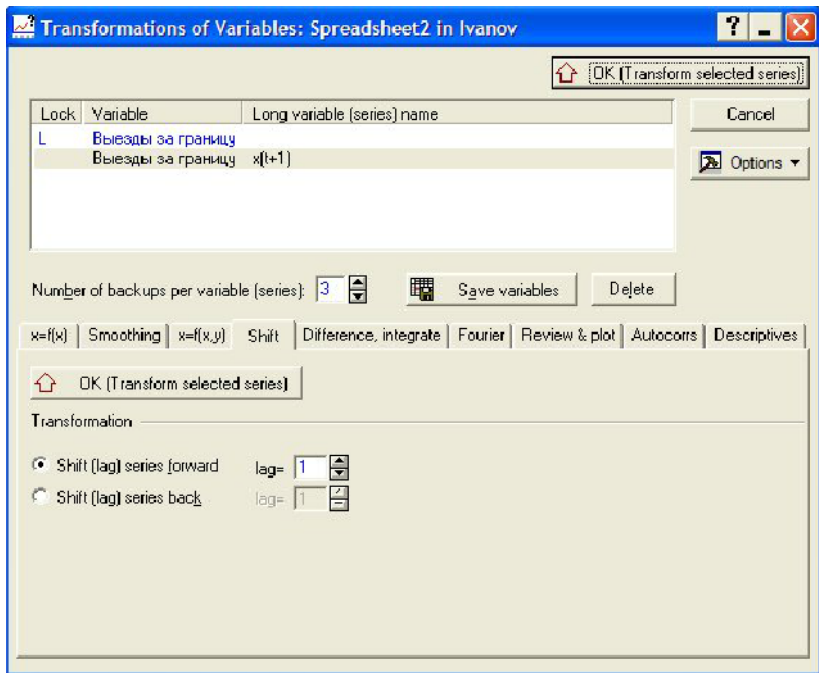 Transformations of Variables: Spreadsheet2 in Ivanov
OK (Transform selected series)
Lock Variable Long variable (series) name
L Выезды за границу
Выезды за границу x(t+1)
Cancel
Options
Number of backups per variable (series): 3 Save variables Delete
x=f(x) Smoothing x=f(x,y) Shift Difference, integrate Fourier Review & plot Autocorrs Descriptives
OK (Transform selected series)
Transformation
Shift (lag) series forward lag= 1
Shift (lag) series back lag= 1